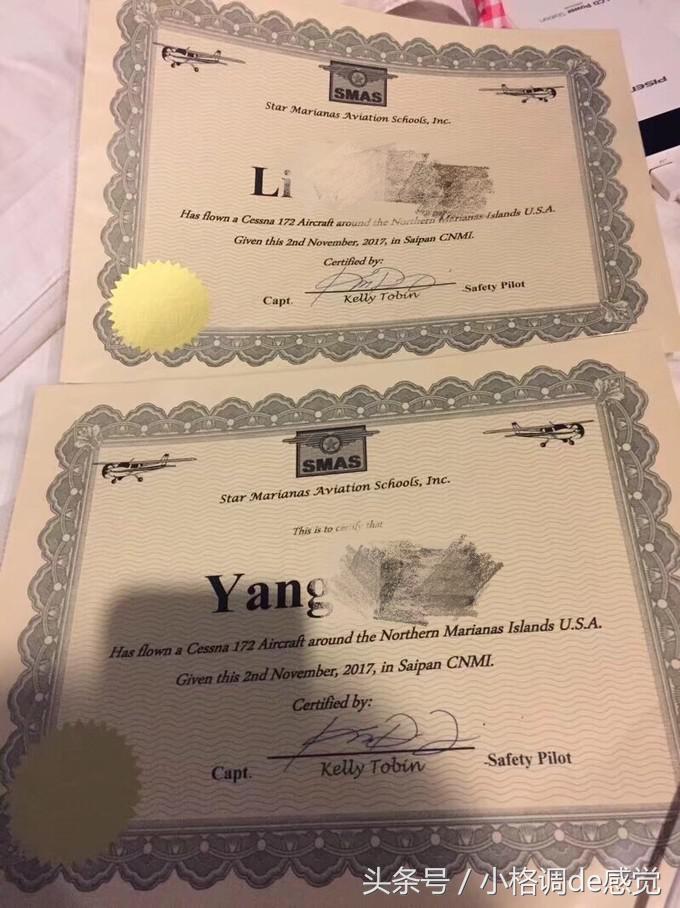 LCD Power Station
SMAS
Star Marianas Aviation Schools, Inc.
Li
Has flown a Cessna 172 Aircraft around the Northern Marianas Islands U.S.A.
Given this 2nd November, 2017, in Saipan CNMI.
Certified by:
Capt. Kelly Tobin -Safety Pilot
SMAS
Star Marianas Aviation Schools, Inc.
This is to certify that
Yang
Has flown a Cessna 172 Aircraft around the Northern Marianas Islands U.S.A.
Given this 2nd November, 2017, in Saipan CNMI.
Certified by:
Capt. Kelly Tobin -Safety Pilot
头条号 / 小格调de感觉